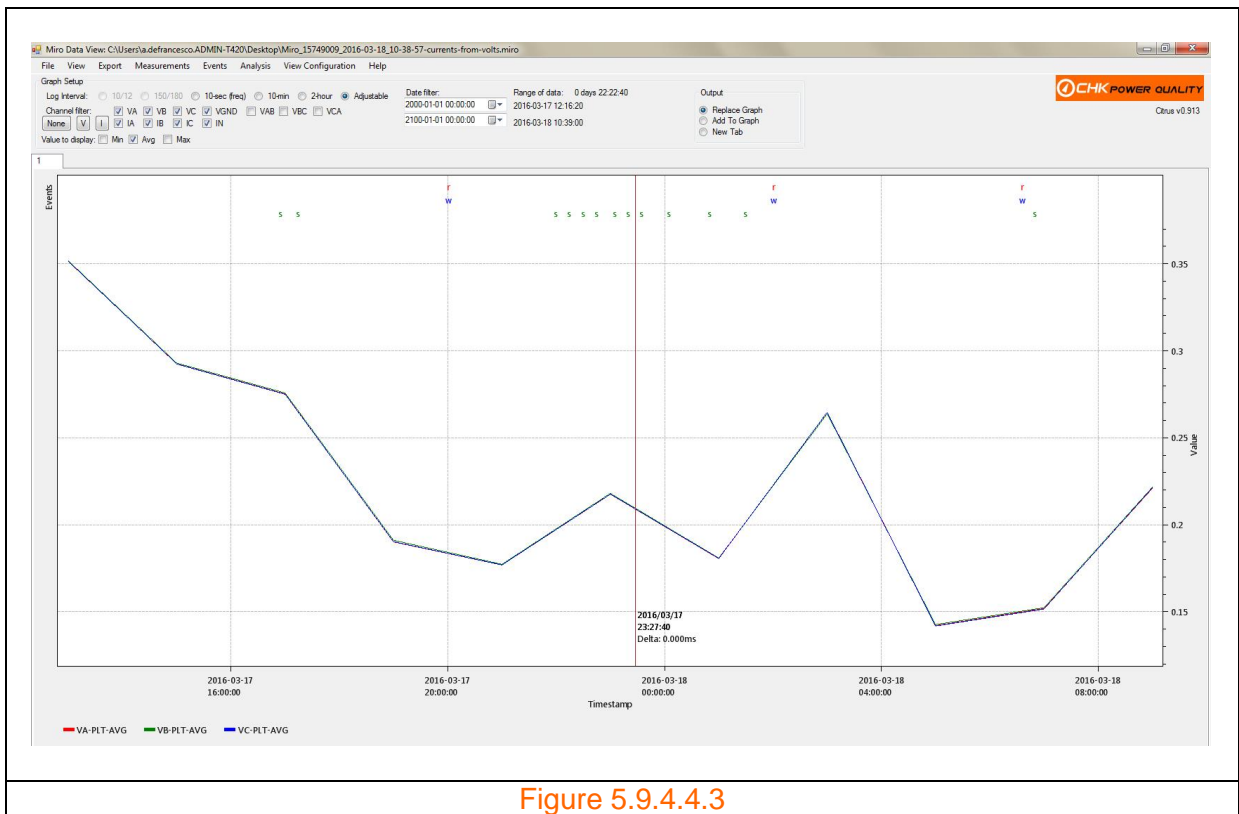 Miro Data View: C:\Users\a.defrancesco.ADMIN-T420\Desktop\Miro_15749009_2016-03-18_10-38-57-currents-from-volts.miro
File View Export Measurements Events Analysis View Configuration Help
Graph Setup
Log Interval: 10/12 150/180 10-sec (freq) 10-min 2-hour Adjustable
Channel filter: VA VB VC VGND VAB VBC VCA
None V I IA IB IC IN
Value to display: Min Avg Max
Date filter:
2000-01-01 00:00:00
2100-01-01 00:00:00
Range of data: 0 days 22:22:40
2016-03-17 12:16:20
2016-03-18 10:39:00
Output
Replace Graph
Add To Graph
New Tab
CHK POWER QUALITY
Citrus v0.913
1
Events
r r r
w w w
s s s s s s s s s s s s s
0.35
0.3
0.25
0.2
0.15
Value
2016/03/17
23:27:40
Delta: 0.000ms
2016-03-17 2016-03-17 2016-03-18 2016-03-18 2016-03-18
16:00:00 20:00:00 00:00:00 04:00:00 08:00:00
Timestamp
VA-PLT-AVG VB-PLT-AVG VC-PLT-AVG
Figure 5.9.4.4.3